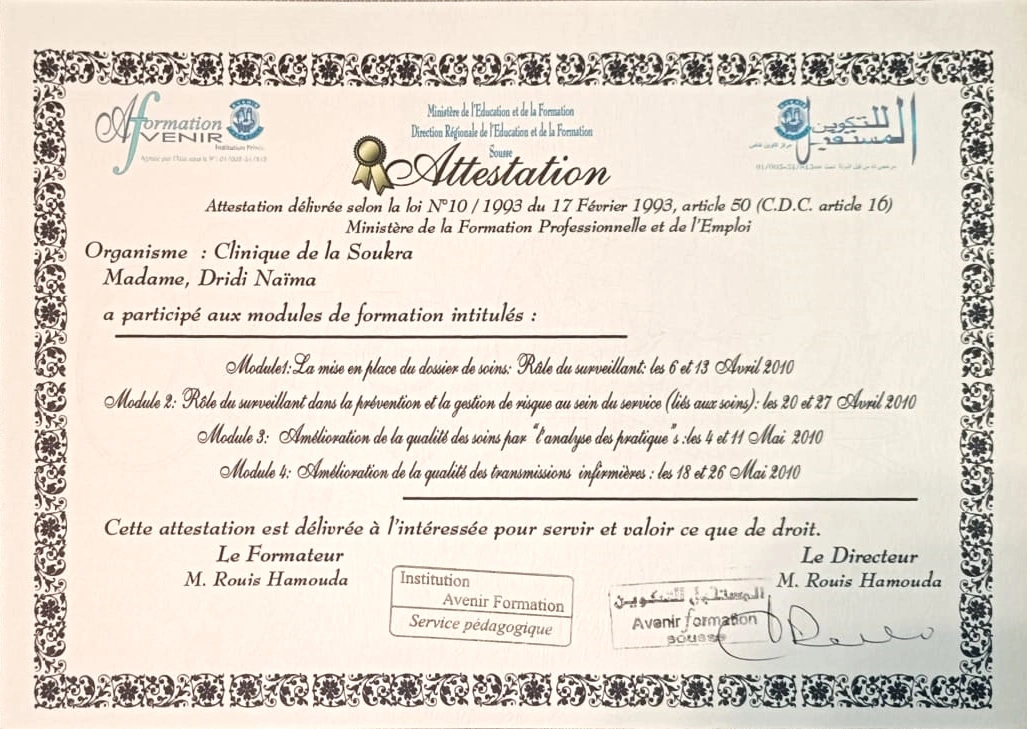 Formation
AVENIR
Institution Privée
Ministère de l'Education et de la Formation
Direction Régionale de l'Education et de la Formation
Sousse
المستقبل للتكوين
Attestation
Attestation délivrée selon la loi N°10 / 1993 du 17 Février 1993, article 50 (C.D.C. article 16)
Ministère de la Formation Professionnelle et de l'Emploi
Organisme : Clinique de la Soukra
Madame, Dridi Naïma
a participé aux modules de formation intitulés :
Module1: La mise en place du dossier de soins: Rôle du surveillant: les 6 et 13 Avril 2010
Module 2: Rôle du surveillant dans la prévention et la gestion de risque au sein du service (liés aux soins): les 20 et 27 Avril 2010
Module 3: Amélioration de la qualité des soins par "l'analyse des pratique"s :les 4 et 11 Mai 2010
Module 4: Amélioration de la qualité des transmissions infirmières : les 18 et 26 Mai 2010
Cette attestation est délivrée à l'intéressée pour servir et valoir ce que de droit.
Le Formateur
M. Rouis Hamouda
Le Directeur
M. Rouis Hamouda
Institution
Avenir Formation
Service pédagogique
المستقبل للتكوين
Avenir formation
sousse